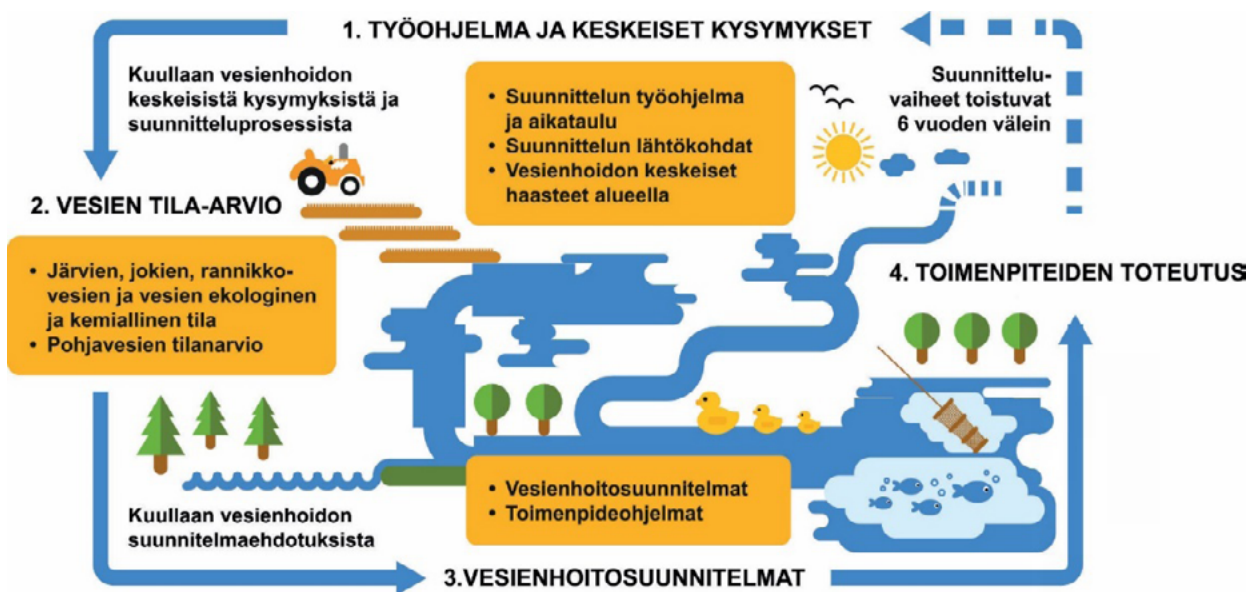 1. TYÖOHJELMA JA KESKEISET KYSYMYKSET
Kuullaan vesienhoidon
keskeisistä kysymyksistä ja
suunnitteluprosessista
• Suunnittelun työohjelma
ja aikataulu
• Suunnittelun lähtökohdat
• Vesienhoidon keskeiset
haasteet alueella
Suunnittelu-
vaiheet toistuvat
6 vuoden välein
2. VESIEN TILA-ARVIO
• Järvien, jokien, rannikko-
vesien ja vesien ekologinen
ja kemiallinen tila
• Pohjavesien tilanarvio
4. TOIMENPITEIDEN TOTEUTUS
Kuullaan vesienhoidon
suunnitelmaehdotuksista
• Vesienhoitosuunnitelmat
• Toimenpideohjelmat
3.VESIENHOITOSUUNNITELMAT